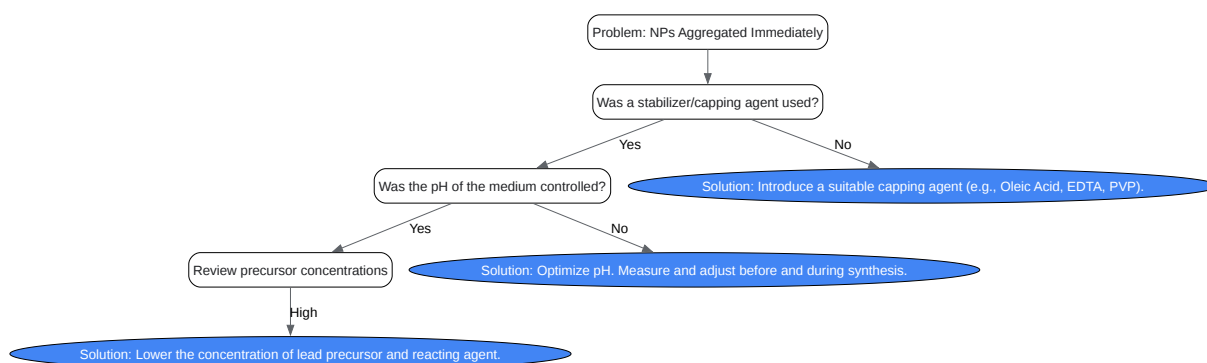 Problem: NPs Aggregated Immediately
Was a stabilizer/capping agent used?
Yes
No
Was the pH of the medium controlled?
Solution: Introduce a suitable capping agent (e.g., Oleic Acid, EDTA, PVP).
Yes
No
Review precursor concentrations
Solution: Optimize pH. Measure and adjust before and during synthesis.
High
Solution: Lower the concentration of lead precursor and reacting agent.